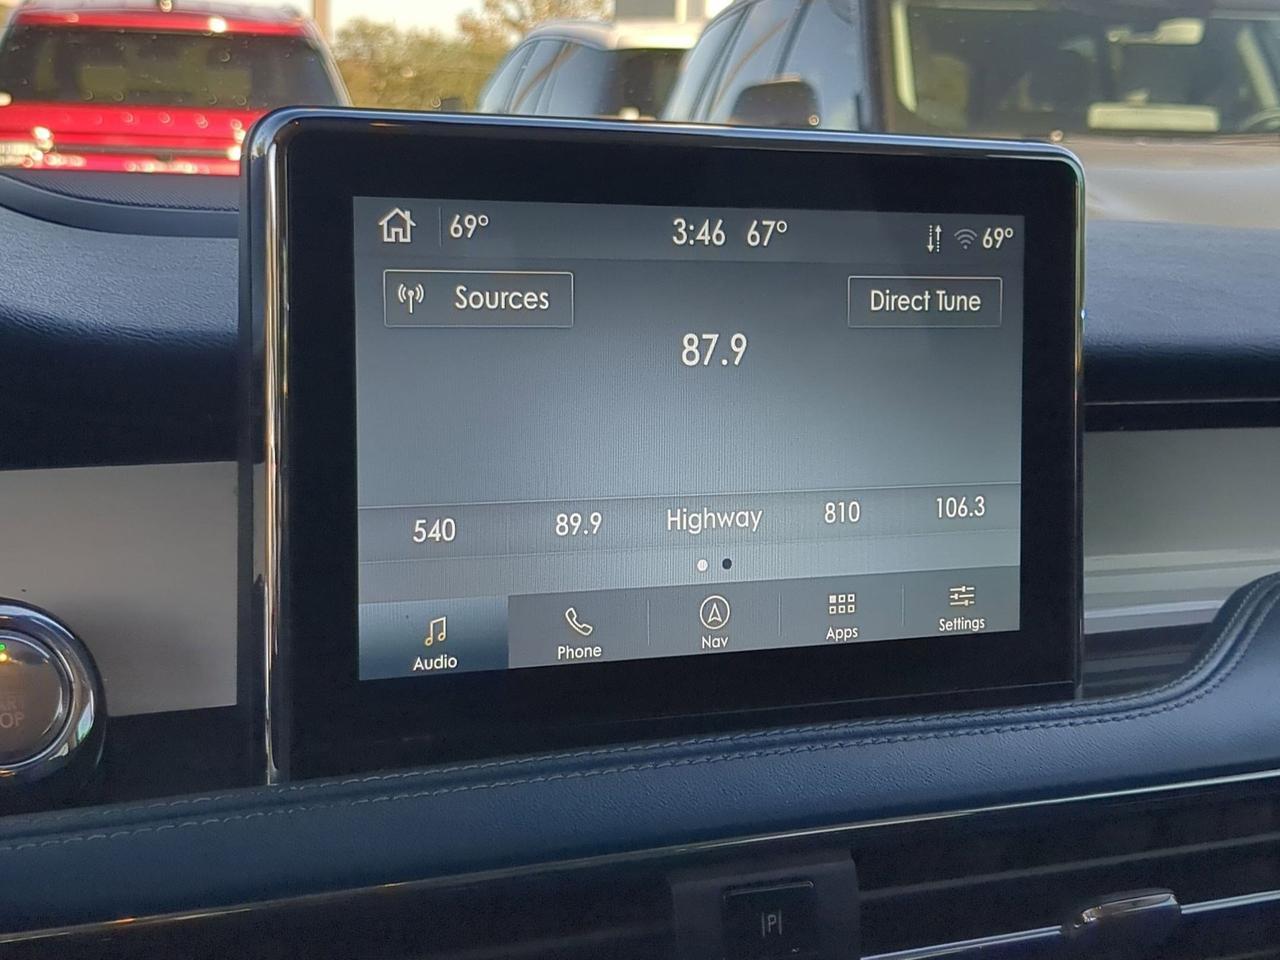 69° 3:46 67° 69°
Sources Direct Tune
87.9
540 89.9 Highway 810 106.3
Audio Phone Nav Apps Settings
P